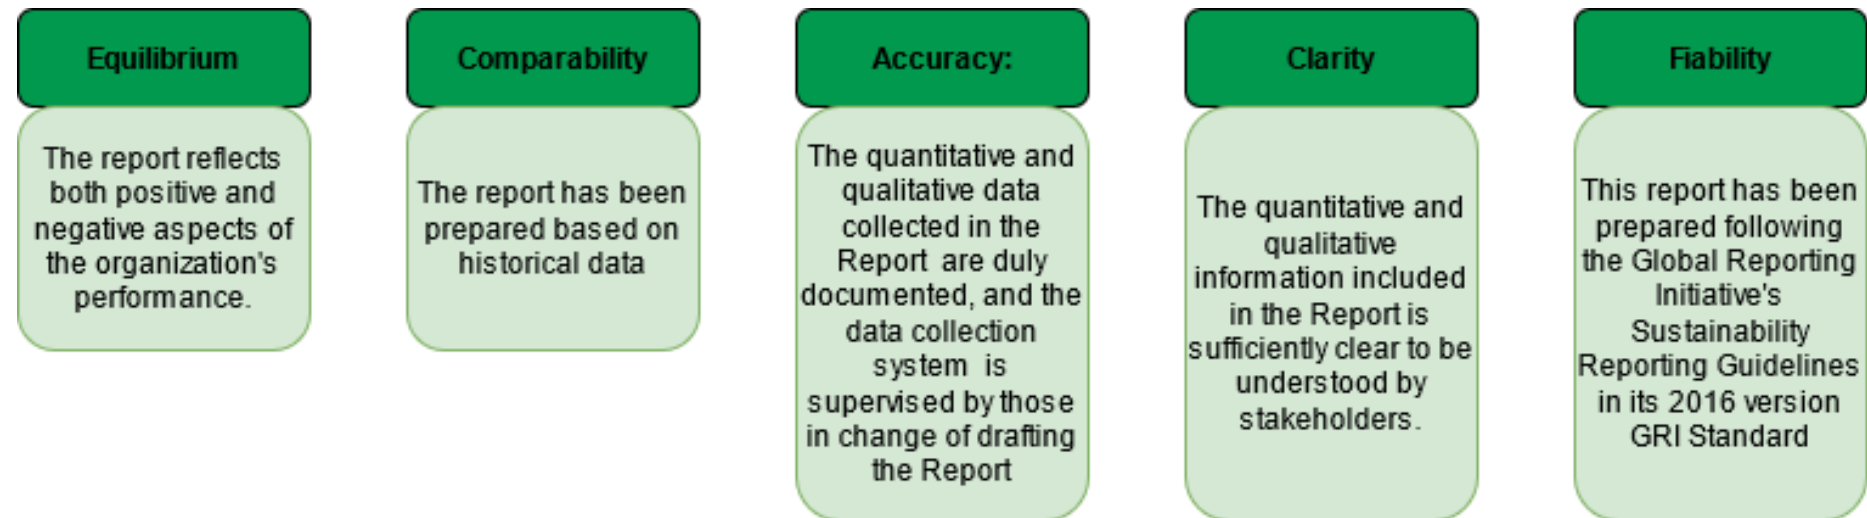 Equilibrium
The report reflects
both positive and
negative aspects of
the organization's
performance.
Comparability
The report has been
prepared based on
historical data
Accuracy:
The quantitative and
qualitative data
collected in the
Report are duly
documented, and the
data collection
system is
supervised by those
in change of drafting
the Report
Clarity
The quantitative and
qualitative
information included
in the Report is
sufficiently clear to be
understood by
stakeholders.
Fiability
This report has been
prepared following
the Global Reporting
Initiative's
Sustainability
Reporting Guidelines
in its 2016 version
GRI Standard